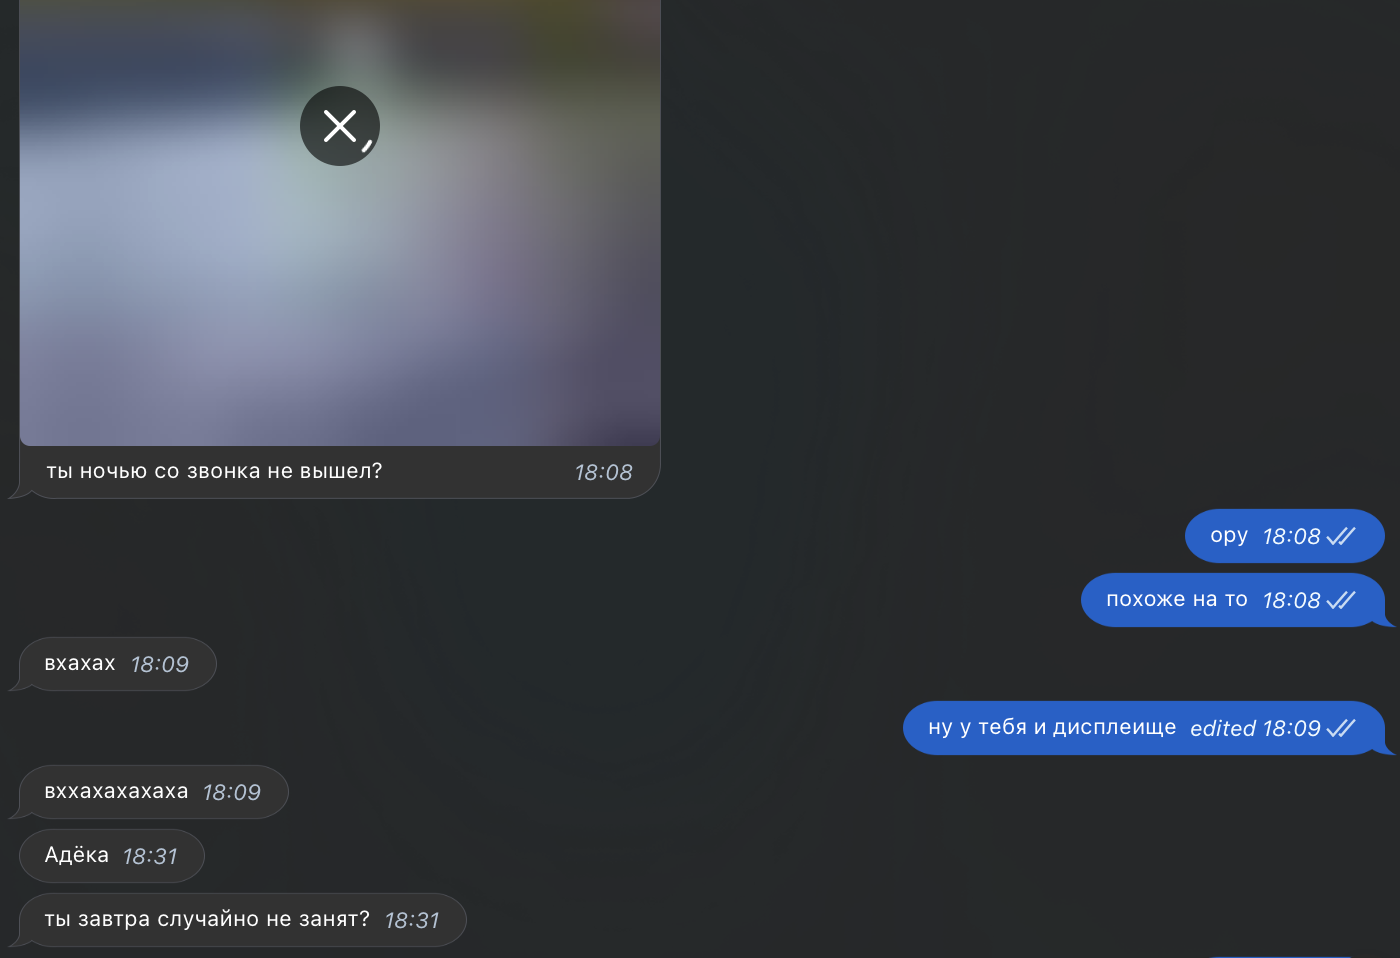 ты ночью со звонка не вышел? 18:08
ору 18:08
похоже на то 18:08
вхахах 18:09
ну у тебя и дисплеище edited 18:09
вххахахахаха 18:09
Адёка 18:31
ты завтра случайно не занят? 18:31